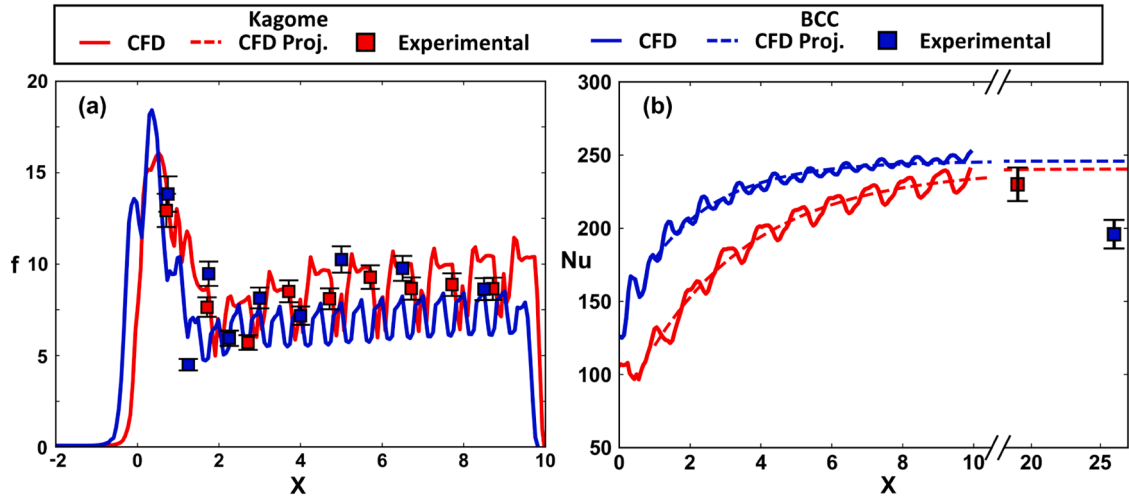 Kagome BCC
CFD CFD Proj. Experimental CFD CFD Proj. Experimental
(a)
20
15
10
5
0
f
-2 0 2 4 6 8 10
X
(b)
300
250
200
150
100
50
Nu
0 2 4 6 8 10 20 25
X